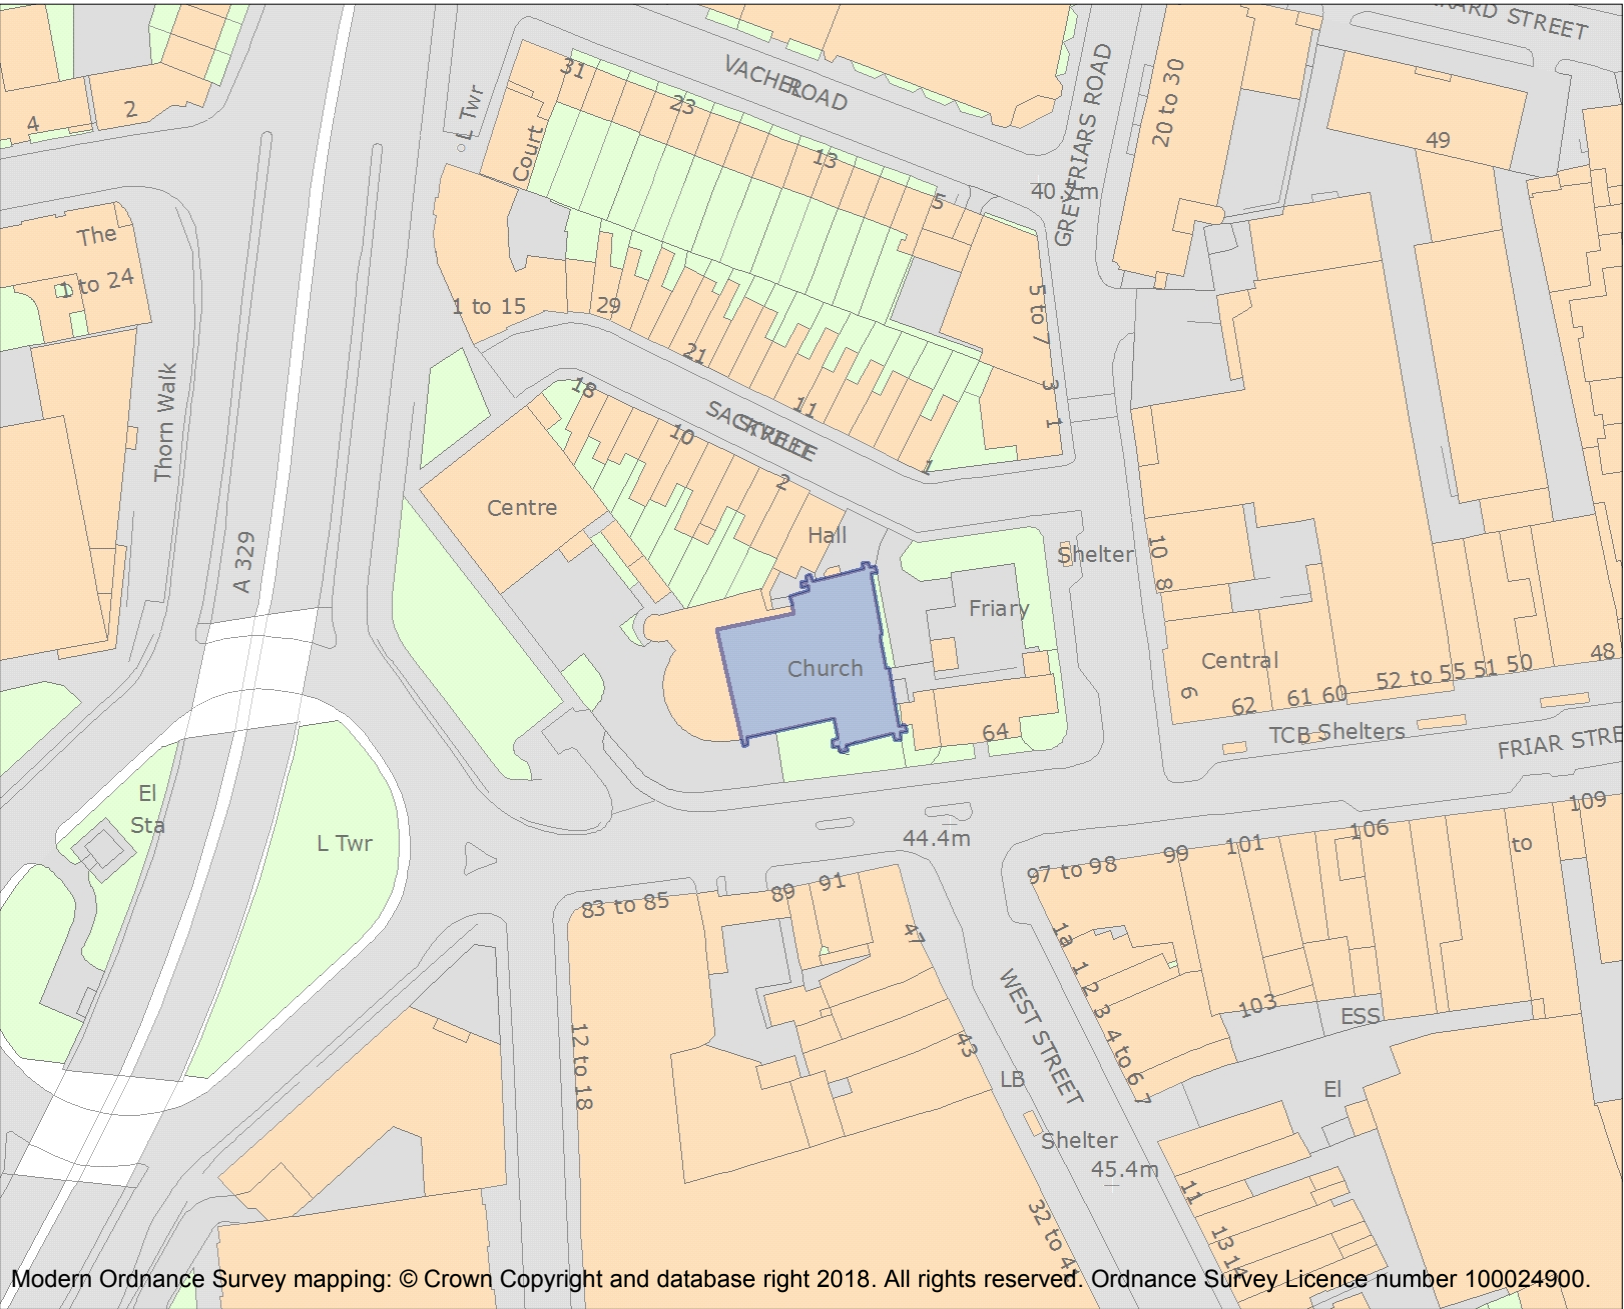 ARD STREET
VACHEL ROAD
GREYFRIARS ROAD
20 to 30
31
23
13
5
L Twr
Court
2
4
49
40.7m
The
1 to 24
1 to 15
29
21
11
1
5 to 7
3
1
Thorn Walk
18
10
2
SACKVILLE STREET
Centre
Hall
A 329
Shelter
10
8
Friary
Church
Central
6
62
61 60
52 to 55 51 50
48
64
TCB Shelters
FRIAR STRE
El
Sta
L Twr
44.4m
109
106
to
101
99
97 to 98
91
89
83 to 85
47
1a
1
2
3
4 to 6
7
WEST STREET
103
ESS
43
12 to 18
LB
El
Shelter
45.4m
11
13
14
32 to 4
Modern Ordnance Survey mapping: © Crown Copyright and database right 2018. All rights reserved. Ordnance Survey Licence number 100024900.